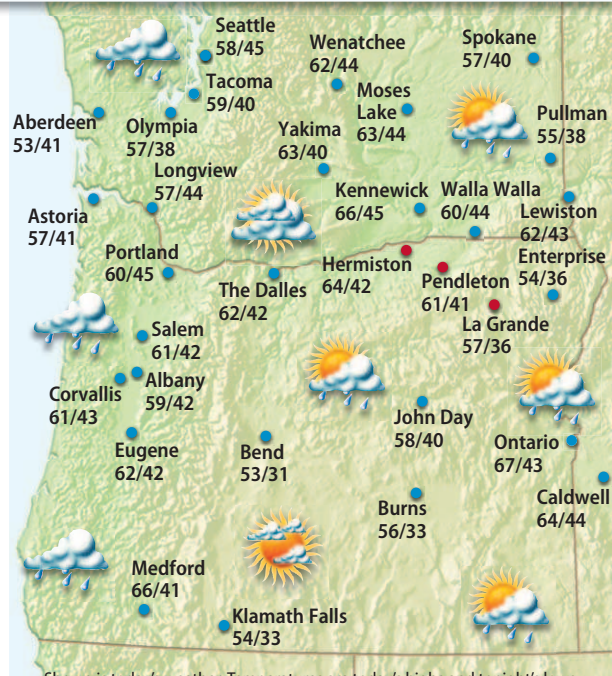 Seattle
58/45
Wenatchee
62/44
Spokane
57/40
Tacoma
59/40
Moses
Lake
63/44
Pullman
55/38
Aberdeen
53/41
Olympia
57/38
Yakima
63/40
Longview
57/44
Kennewick
66/45
Walla Walla
60/44
Lewiston
62/43
Astoria
57/41
Portland
60/45
The Dalles
62/42
Hermiston
64/42
Pendleton
61/41
Enterprise
54/36
La Grande
57/36
Salem
61/42
Corvallis
61/43
Albany
59/42
John Day
58/40
Ontario
67/43
Eugene
62/42
Bend
53/31
Caldwell
64/44
Burns
56/33
Medford
66/41
Klamath Falls
54/33